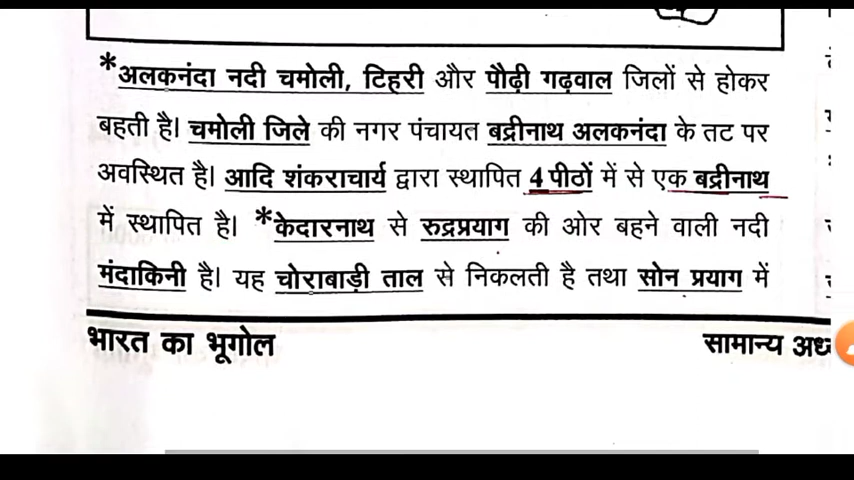 *अलकनंदा नदी चमोली, टिहरी और पौढ़ी गढ़वाल जिलों से होकर
बहती है। चमोली जिले की नगर पंचायत बद्रीनाथ अलकनंदा के तट पर
अवस्थित है। आदि शंकराचार्य द्वारा स्थापित 4 पीठों में से एक बद्रीनाथ
में स्थापित है। *केदारनाथ से रुद्रप्रयाग की ओर बहने वाली नदी
मंदाकिनी है। यह चोराबाड़ी ताल से निकलती है तथा सोन प्रयाग में
भारत का भूगोल
सामान्य